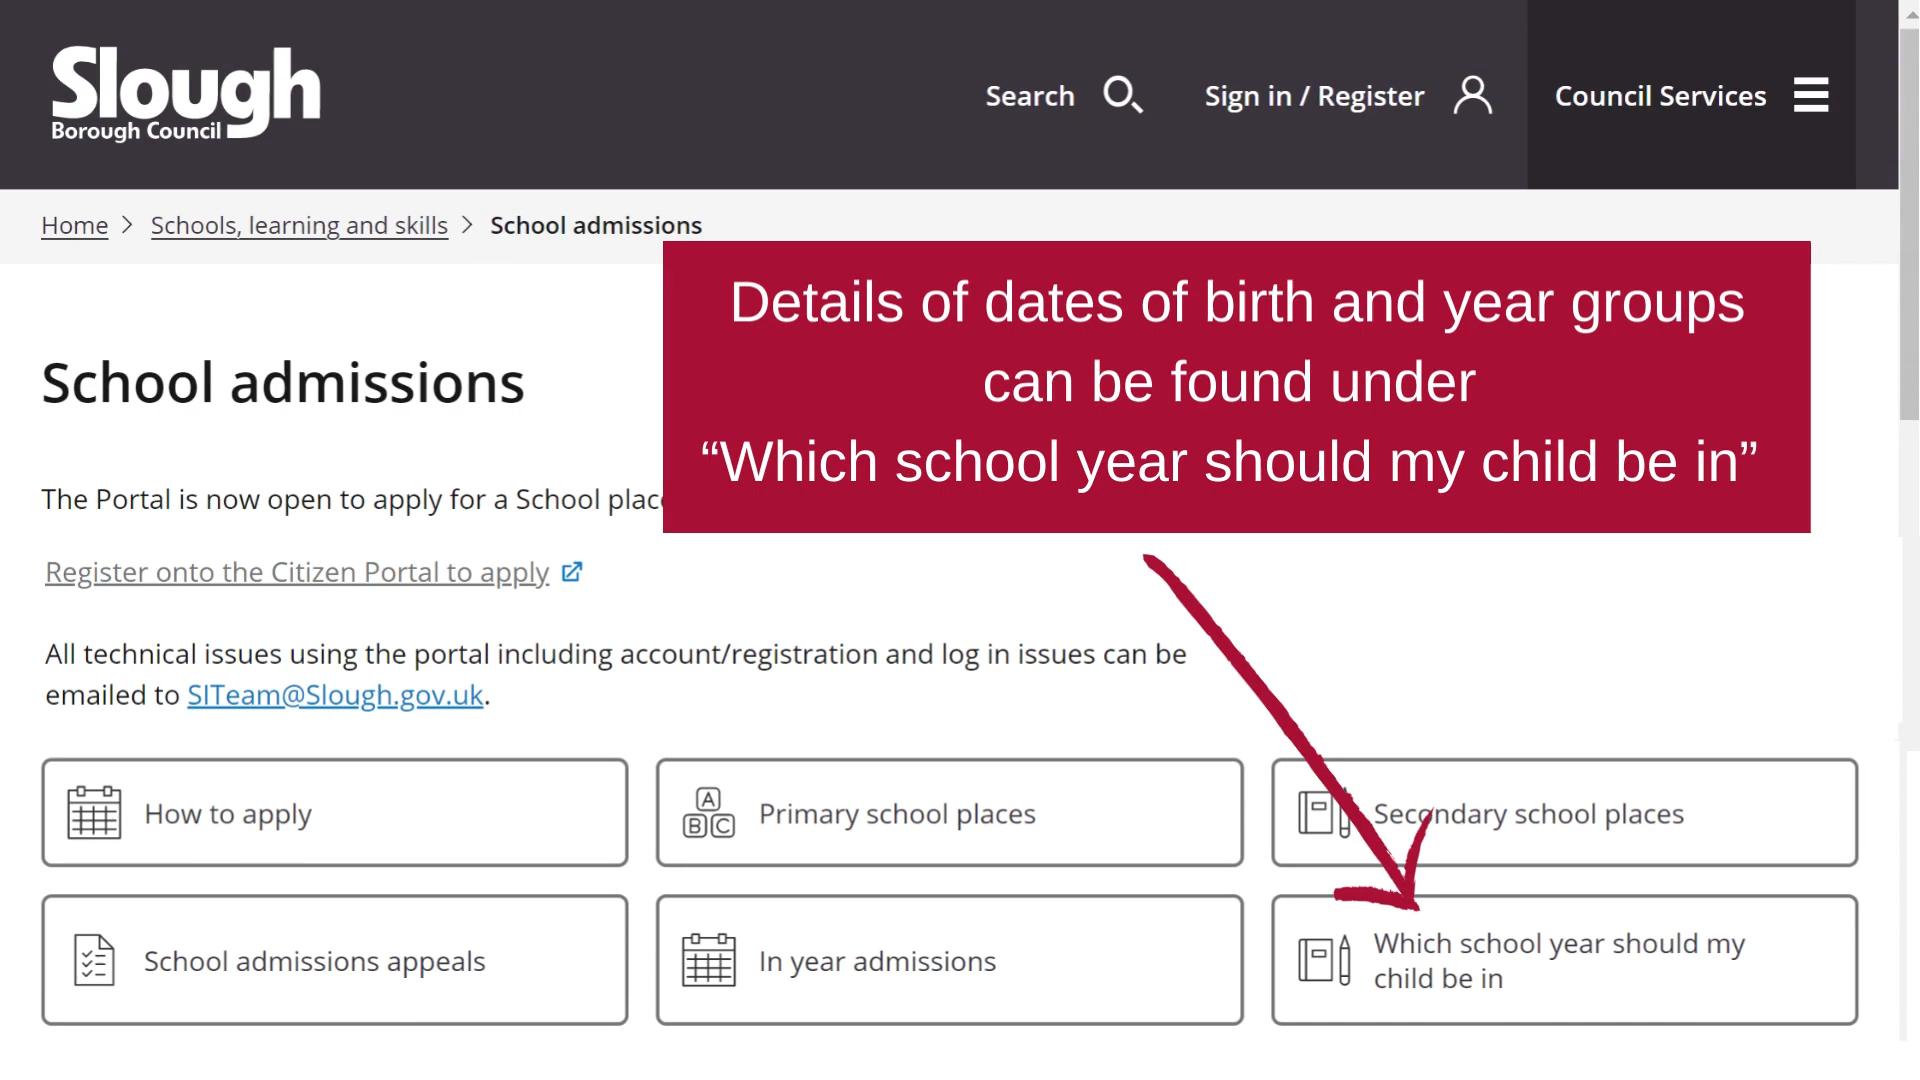 Slough
Borough Council
Search
Sign in / Register
Council Services
Home > Schools, learning and skills > School admissions
Details of dates of birth and year groups
can be found under
“Which school year should my child be in”
School admissions
The Portal is now open to apply for a School
Register onto the Citizen Portal to apply
All technical issues using the portal including account/registration and log in issues can be
emailed to SITeam@Slough.gov.uk.
How to apply
A
B C
Primary school places
Secondary school places
School admissions appeals
In year admissions
Which school year should my
child be in